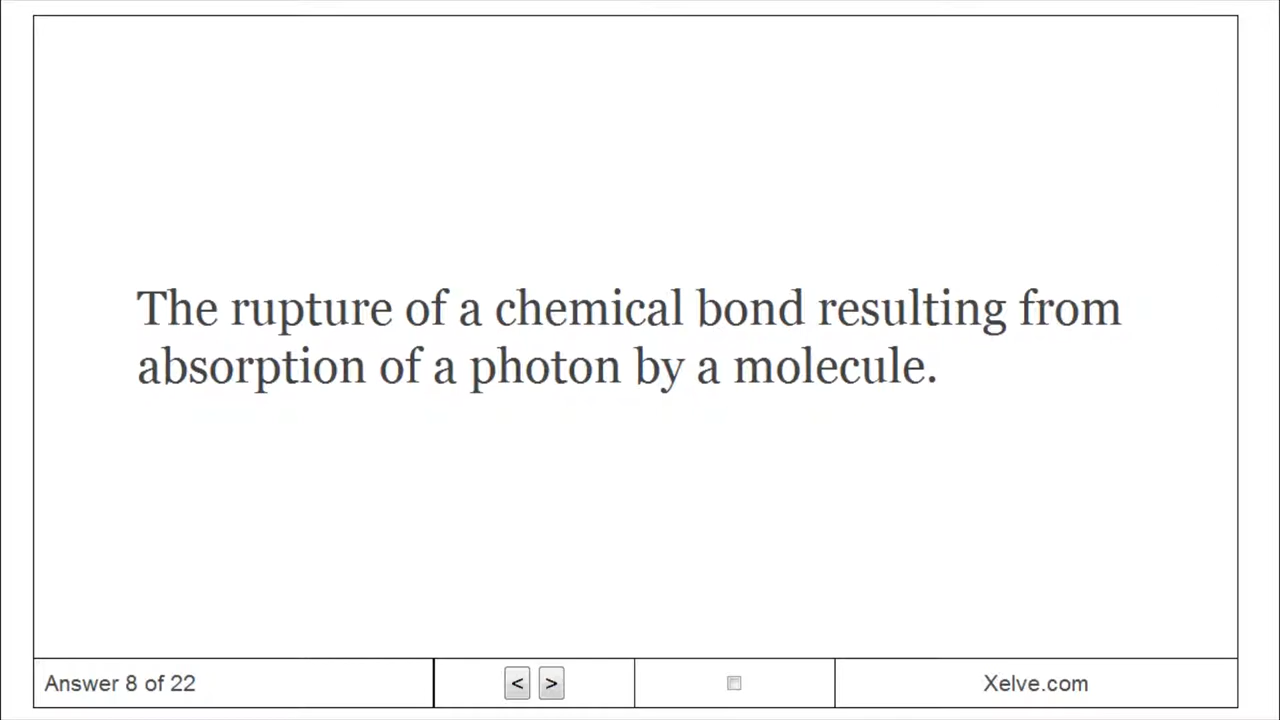 The rupture of a chemical bond resulting from
absorption of a photon by a molecule.
Answer 8 of 22
< >
Xelve.com